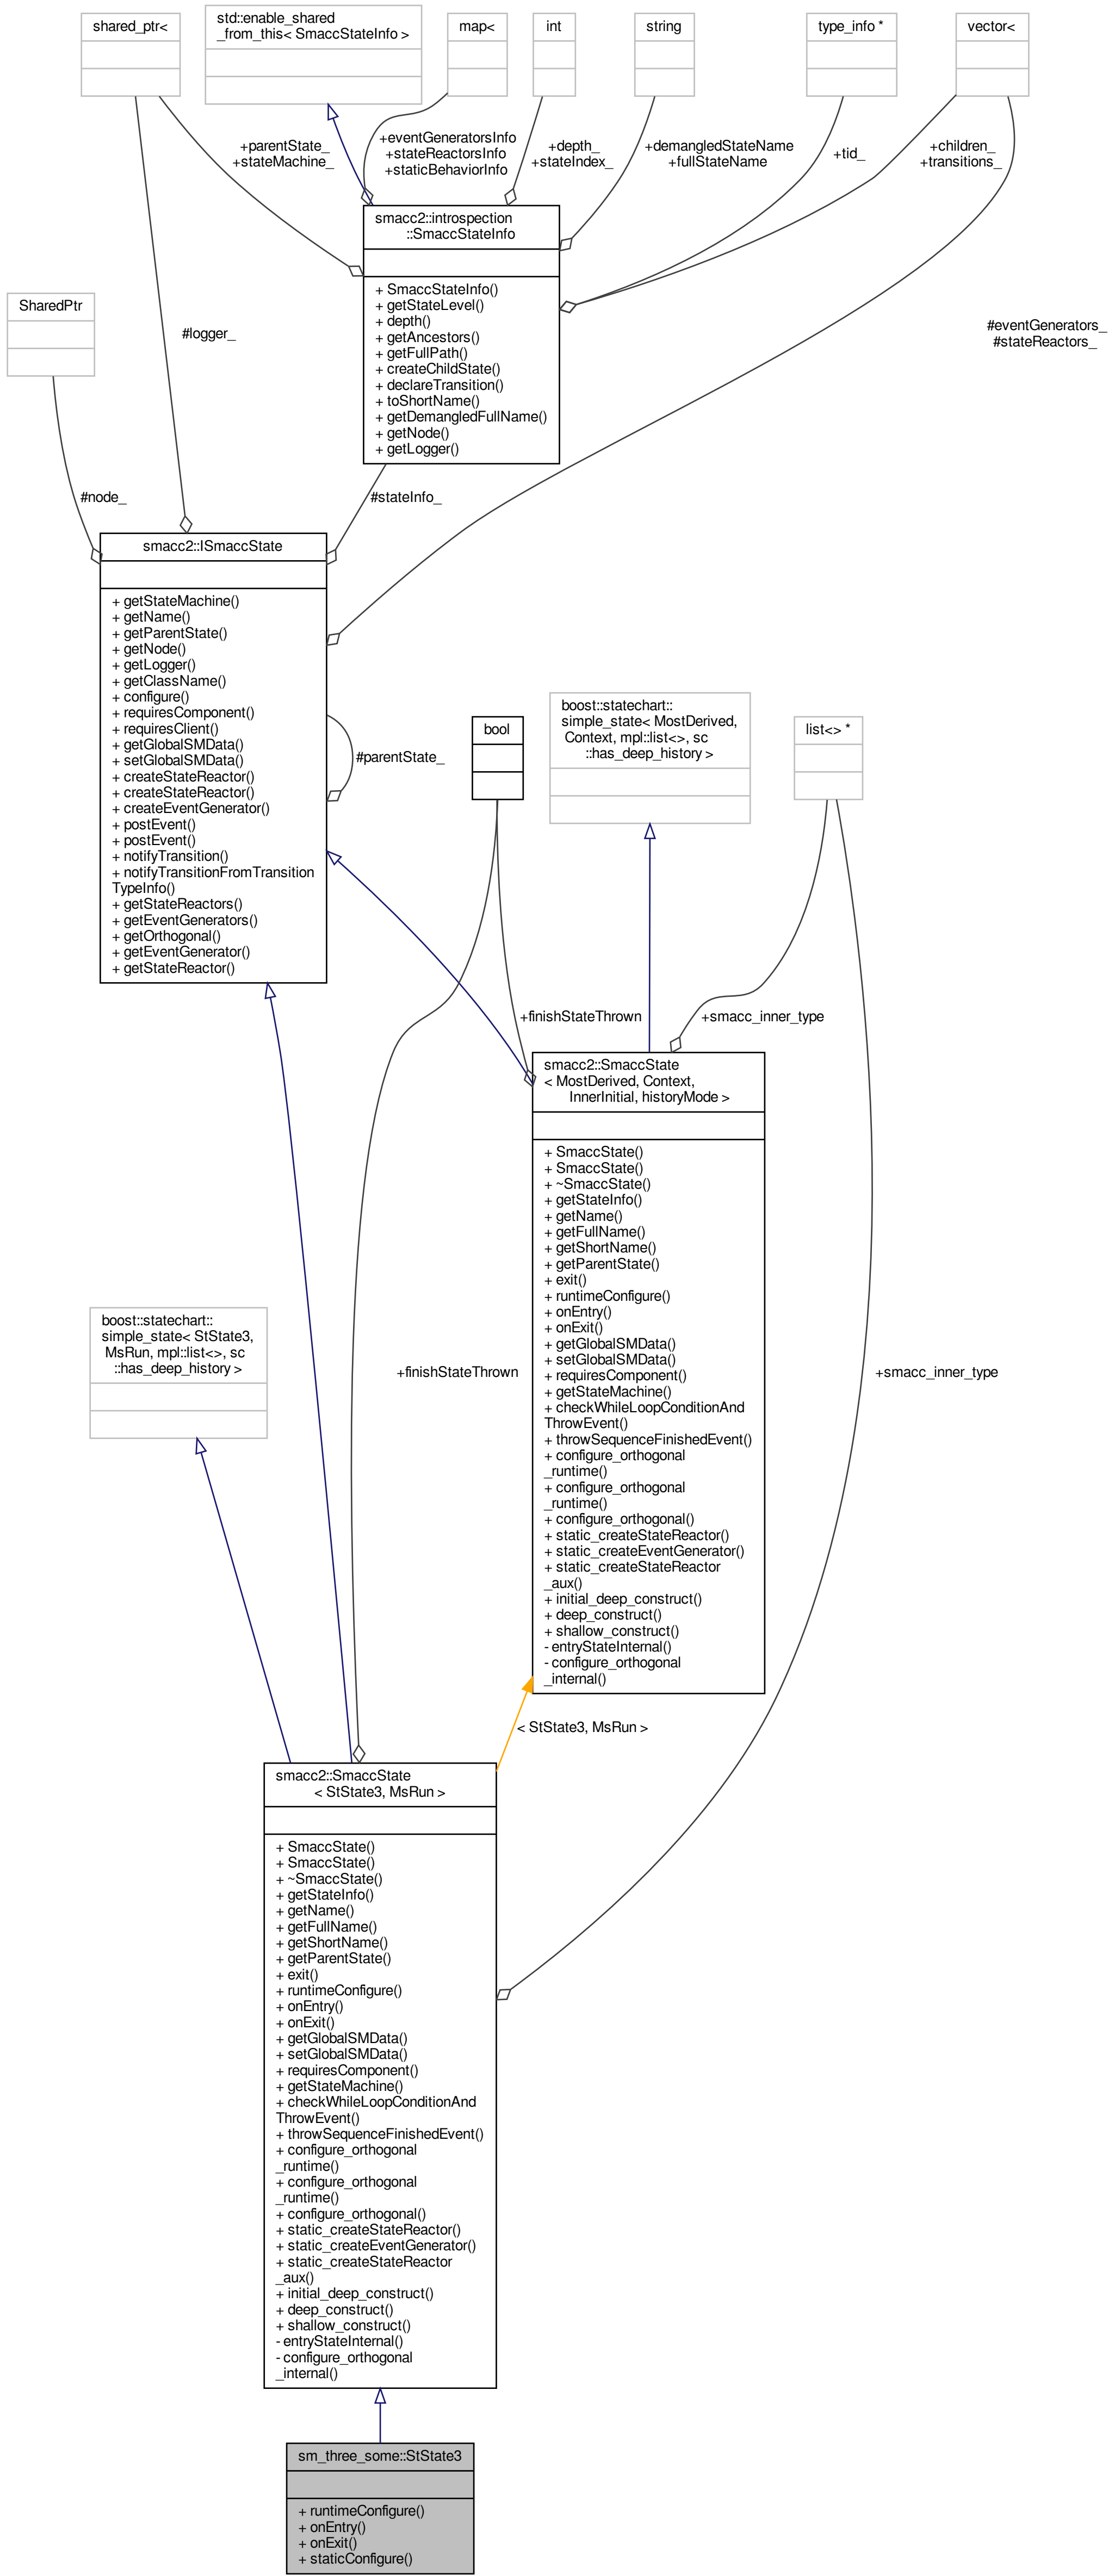 shared_ptr<
std::enable_shared
_from_this< SmaccStateInfo >
map<
int
string
type_info *
vector<
+parentState_
+stateMachine_
+eventGeneratorsInfo
+stateReactorsInfo
+staticBehaviorInfo
+depth_
+stateIndex_
+demangledStateName
+fullStateName
+tid_
+children_
+transitions_
smacc2::introspection
::SmaccStateInfo
+ SmaccStateInfo()
+ getStateLevel()
+ depth()
+ getAncestors()
+ getFullPath()
+ createChildState()
+ declareTransition()
+ toShortName()
+ getDemangledFullName()
+ getNode()
+ getLogger()
SharedPtr
#logger_
#eventGenerators_
#stateReactors_
#node_
#stateInfo_
smacc2::ISmaccState
+ getStateMachine()
+ getName()
+ getParentState()
+ getNode()
+ getLogger()
+ getClassName()
+ configure()
+ requiresComponent()
+ requiresClient()
+ getGlobalSMData()
+ setGlobalSMData()
+ createStateReactor()
+ createStateReactor()
+ createEventGenerator()
+ postEvent()
+ postEvent()
+ notifyTransition()
+ notifyTransitionFromTransition
TypeInfo()
+ getStateReactors()
+ getEventGenerators()
+ getOrthogonal()
+ getEventGenerator()
+ getStateReactor()
#parentState_
bool
boost::statechart::
simple_state< MostDerived,
Context, mpl::list<>, sc
::has_deep_history >
list<> *
+finishStateThrown
+smacc_inner_type
smacc2::SmaccState
< MostDerived, Context,
InnerInitial, historyMode >
+ SmaccState()
+ SmaccState()
+ ~SmaccState()
+ getStateInfo()
+ getName()
+ getFullName()
+ getShortName()
+ getParentState()
+ exit()
+ runtimeConfigure()
+ onEntry()
+ onExit()
+ getGlobalSMData()
+ setGlobalSMData()
+ requiresComponent()
+ getStateMachine()
+ checkWhileLoopConditionAnd
ThrowEvent()
+ throwSequenceFinishedEvent()
+ configure_orthogonal
_runtime()
+ configure_orthogonal
_runtime()
+ configure_orthogonal()
+ static_createStateReactor()
+ static_createEventGenerator()
+ static_createStateReactor
_aux()
+ initial_deep_construct()
+ deep_construct()
+ shallow_construct()
- entryStateInternal()
- configure_orthogonal
_internal()
boost::statechart::
simple_state< StState3,
MsRun, mpl::list<>, sc
::has_deep_history >
+finishStateThrown
+smacc_inner_type
< StState3, MsRun >
smacc2::SmaccState
< StState3, MsRun >
+ SmaccState()
+ SmaccState()
+ ~SmaccState()
+ getStateInfo()
+ getName()
+ getFullName()
+ getShortName()
+ getParentState()
+ exit()
+ runtimeConfigure()
+ onEntry()
+ onExit()
+ getGlobalSMData()
+ setGlobalSMData()
+ requiresComponent()
+ getStateMachine()
+ checkWhileLoopConditionAnd
ThrowEvent()
+ throwSequenceFinishedEvent()
+ configure_orthogonal
_runtime()
+ configure_orthogonal
_runtime()
+ configure_orthogonal()
+ static_createStateReactor()
+ static_createEventGenerator()
+ static_createStateReactor
_aux()
+ initial_deep_construct()
+ deep_construct()
+ shallow_construct()
- entryStateInternal()
- configure_orthogonal
_internal()
sm_three_some::StState3
+ runtimeConfigure()
+ onEntry()
+ onExit()
+ staticConfigure()